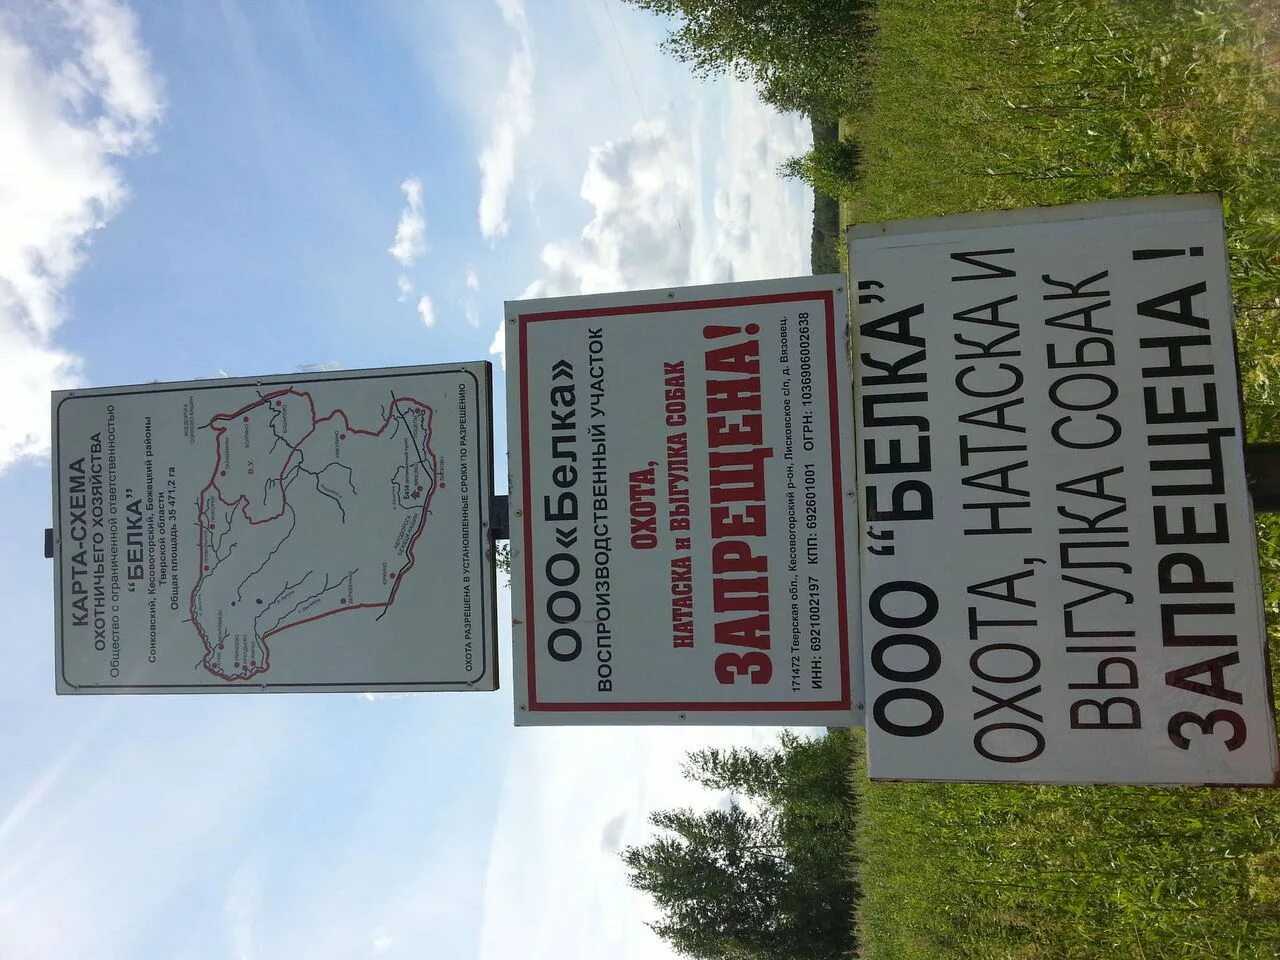 КАРТА-СХЕМА
ОХОТНИЧЬЕГО ХОЗЯЙСТВА
Общество с ограниченной ответственностью
"БЕЛКА"
Сонковский, Кесовогорский, Бежецкий районы
Тверской области
Общая площадь 35 471,2 га
В.У.
База
ОХОТА РАЗРЕШЕНА В УСТАНОВЛЕННЫЕ СРОКИ ПО РАЗРЕШЕНИЮ
ООО«Белка»
ВОСПРОИЗВОДСТВЕННЫЙ УЧАСТОК
ОХОТА,
НАТАСКА И ВЫГУЛКА СОБАК
ЗАПРЕЩЕНА!
171472 Тверская обл., Кесовогорский р-он, Лисковское с/п, д. Вязовец.
ИНН: 6921002197 КПП: 692601001 ОГРН: 1036906002638
ООО "БЕЛКА"
ОХОТА, НАТАСКА И
ВЫГУЛКА СОБАК
ЗАПРЕЩЕНА !